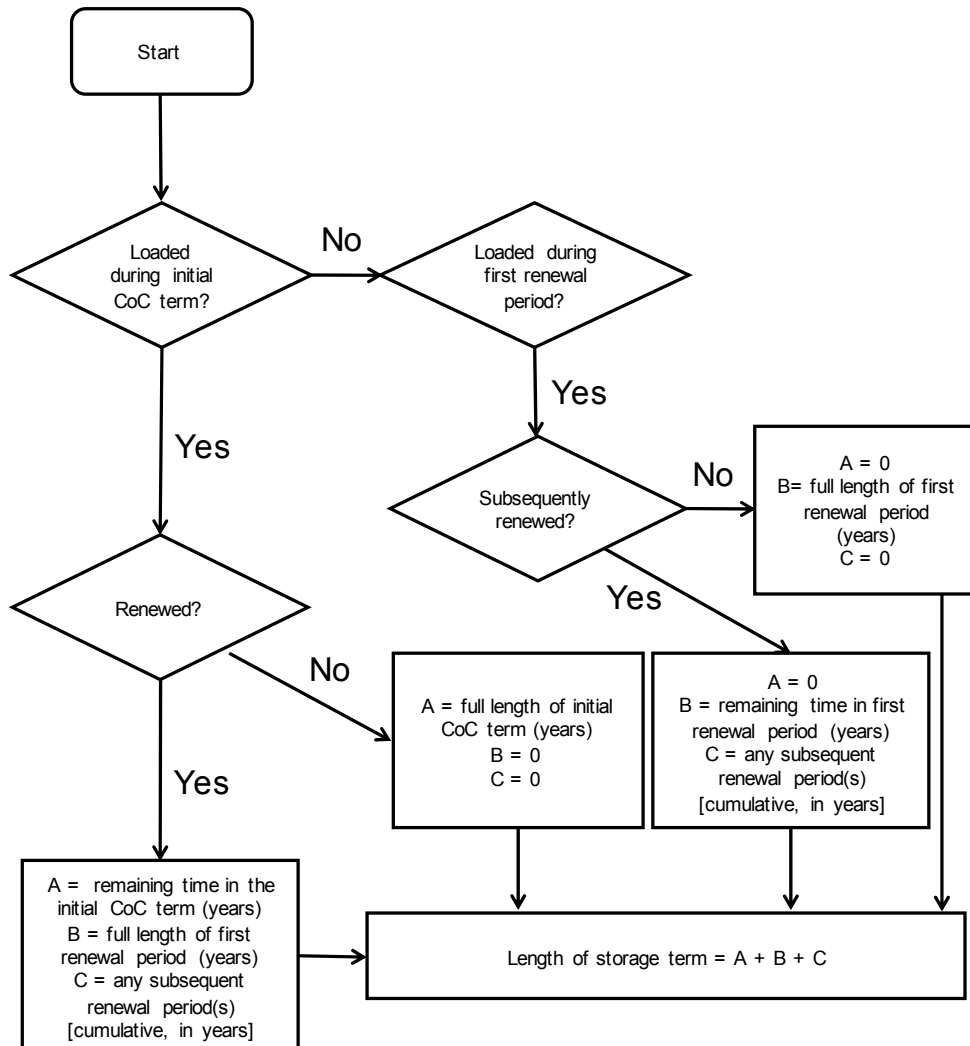 Start
Loaded
during initial
CoC term?
No
Loaded during
first renewal
period?
Yes
Yes
Subsequently
renewed?
No
A = 0
B= full length of first
renewal period
(years)
C = 0
Yes
Renewed?
No
A = full length of initial
CoC term (years)
B = 0
C = 0
A = 0
B = remaining time in first
renewal period (years)
C = any subsequent
renewal period(s)
[cumulative, in years]
Yes
A = remaining time in the
initial CoC term (years)
B = full length of first
renewal period (years)
C = any subsequent
renewal period(s)
[cumulative, in years]
Length of storage term = A + B + C